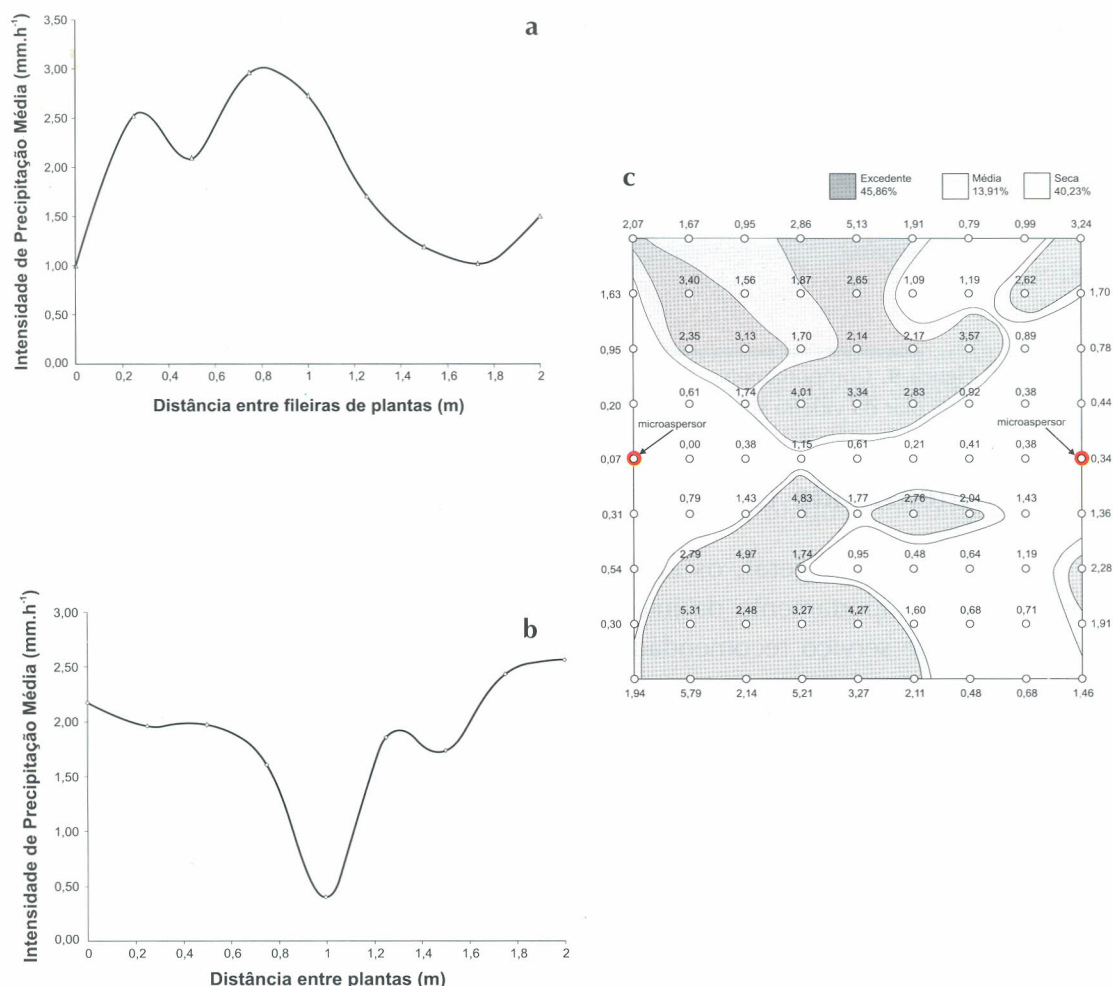 a
3,50
3,00
2,50
2,00
1,50
1,00
0,50
0,00
Intensidade de Precipitação Média (mm.h-¹)
0 0,2 0,4 0,6 0,8 1 1,2 1,4 1,6 1,8 2
Distância entre fileiras de plantas (m)
b
3,00
2,50
2,00
1,50
1,00
0,50
0,00
Intensidade de Precipitação Média (mm.h-¹)
0 0,2 0,4 0,6 0,8 1 1,2 1,4 1,6 1,8 2
Distância entre plantas (m)
c
Excedente
45,86%
Média
13,91%
Seca
40,23%
2,07 1,67 0,95 2,86 5,13 1,91 0,79 0,99 3,24
1,63 3,40 1,56 1,87 2,65 1,09 1,19 2,62 1,70
0,95 2,35 3,13 1,70 2,14 2,17 3,57 0,89 0,78
0,20 0,61 1,74 4,01 3,34 2,83 0,92 0,38 0,44
microaspersor microaspersor
0,07 0,00 0,38 1,15 0,61 0,21 0,41 0,38 0,34
0,31 0,79 1,43 4,83 1,77 2,76 2,04 1,43 1,36
0,54 2,79 4,97 1,74 0,95 0,48 0,64 1,19 2,28
0,30 5,31 2,48 3,27 4,27 1,60 0,68 0,71 1,91
1,94 5,79 2,14 5,21 3,27 2,11 0,48 0,68 1,46